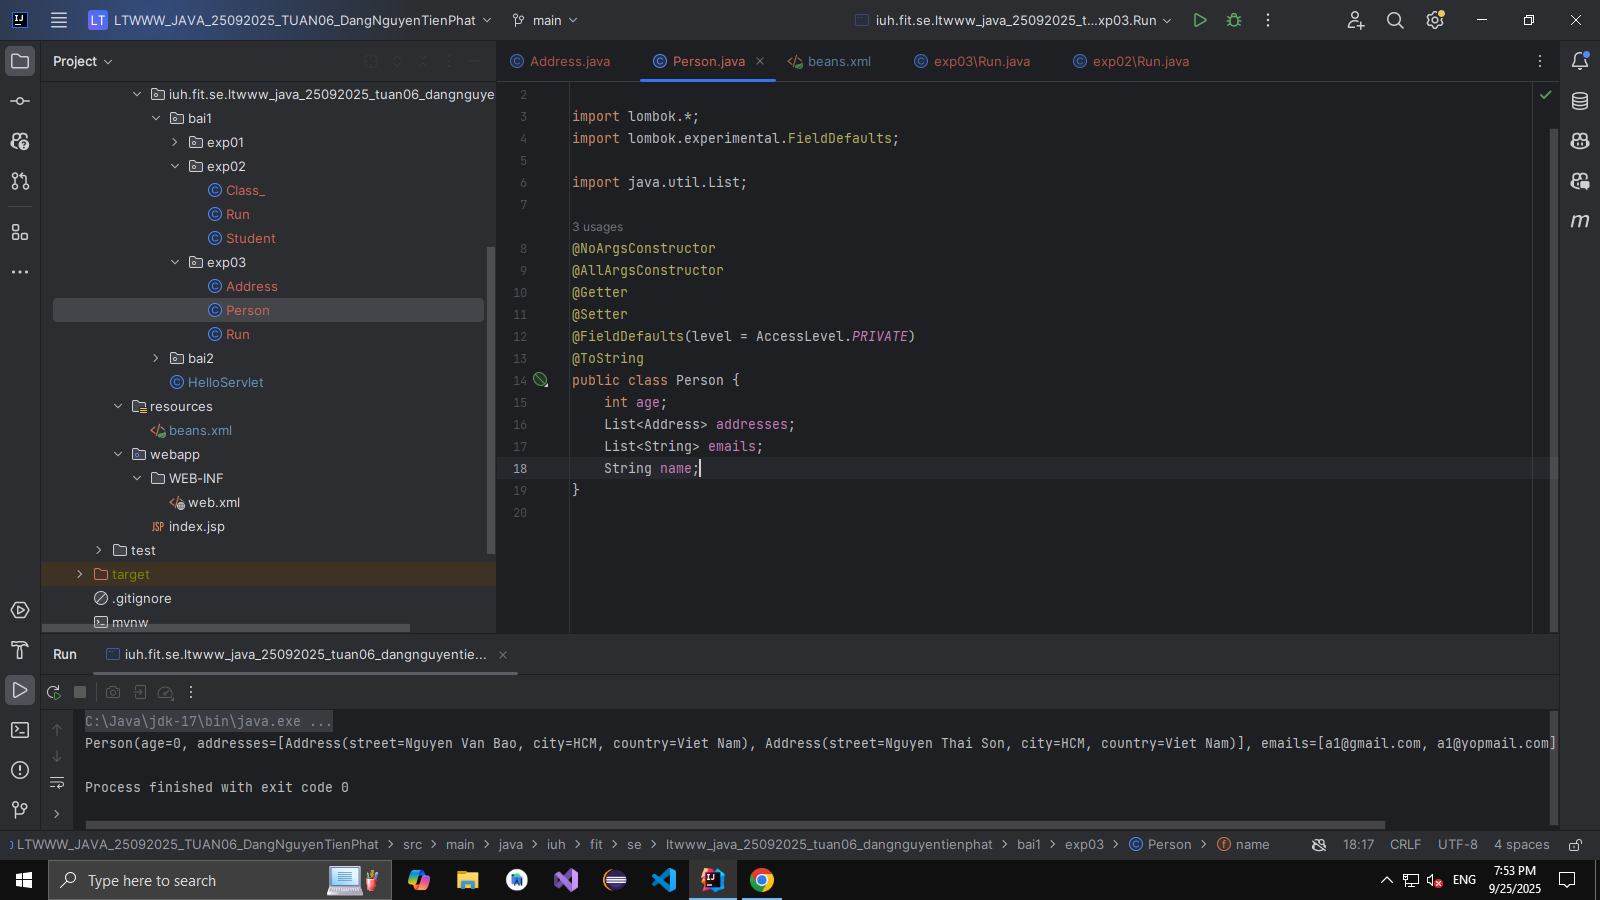 LT LTWWW_JAVA_25092025_TUAN06_DangNguyenTienPhat main iuh.fit.se.ltwww_java_25092025_t...xp03.Run
Project
Address.java Person.java beans.xml exp03\Run.java exp02\Run.java
iuh.fit.se.ltwww_java_25092025_tuan06_dangnguye
bai1
exp01
exp02
Class_
Run
Student
exp03
Address
Person
Run
bai2
HelloServlet
resources
beans.xml
webapp
WEB-INF
web.xml
JSP index.jsp
test
target
.gitignore
mvnw
2
3 import lombok.*;
4 import lombok.experimental.FieldDefaults;
5
6 import java.util.List;
7
3 usages
8 @NoArgsConstructor
9 @AllArgsConstructor
10 @Getter
11 @Setter
12 @FieldDefaults(level = AccessLevel.PRIVATE)
13 @ToString
14 public class Person {
15 int age;
16 List<Address> addresses;
17 List<String> emails;
18 String name;
19 }
20
m
Run iuh.fit.se.ltwww_java_25092025_tuan06_dangnguyentie...
C:\Java\jdk-17\bin\java.exe ...
Person(age=0, addresses=[Address(street=Nguyen Van Bao, city=HCM, country=Viet Nam), Address(street=Nguyen Thai Son, city=HCM, country=Viet Nam)], emails=[a1@gmail.com, a1@yopmail.com]
Process finished with exit code 0
LTWWW_JAVA_25092025_TUAN06_DangNguyenTienPhat > src > main > java > iuh > fit > se > ltwww_java_25092025_tuan06_dangnguyentienphat > bai1 > exp03 > Person > name 18:17 CRLF UTF-8 4 spaces
Type here to search
ENG
7:53 PM
9/25/2025